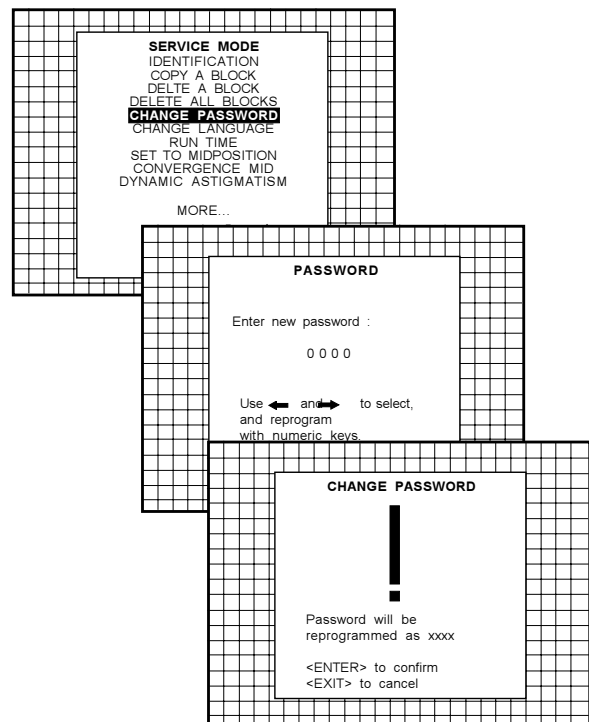 SERVICE MODE
IDENTIFICATION
COPY A BLOCK
DELTE A BLOCK
DELETE ALL BLOCKS
CHANGE PASSWORD
CHANGE LANGUAGE
RUN TIME
SET TO MIDPOSITION
CONVERGENCE MID
DYNAMIC ASTIGMATISM
MORE...
PASSWORD
Enter new password :
0 0 0 0
Use and to select,
and reprogram
with numeric keys.
CHANGE PASSWORD
!
Password will be
reprogrammed as xxxx
<ENTER> to confirm
<EXIT> to cancel